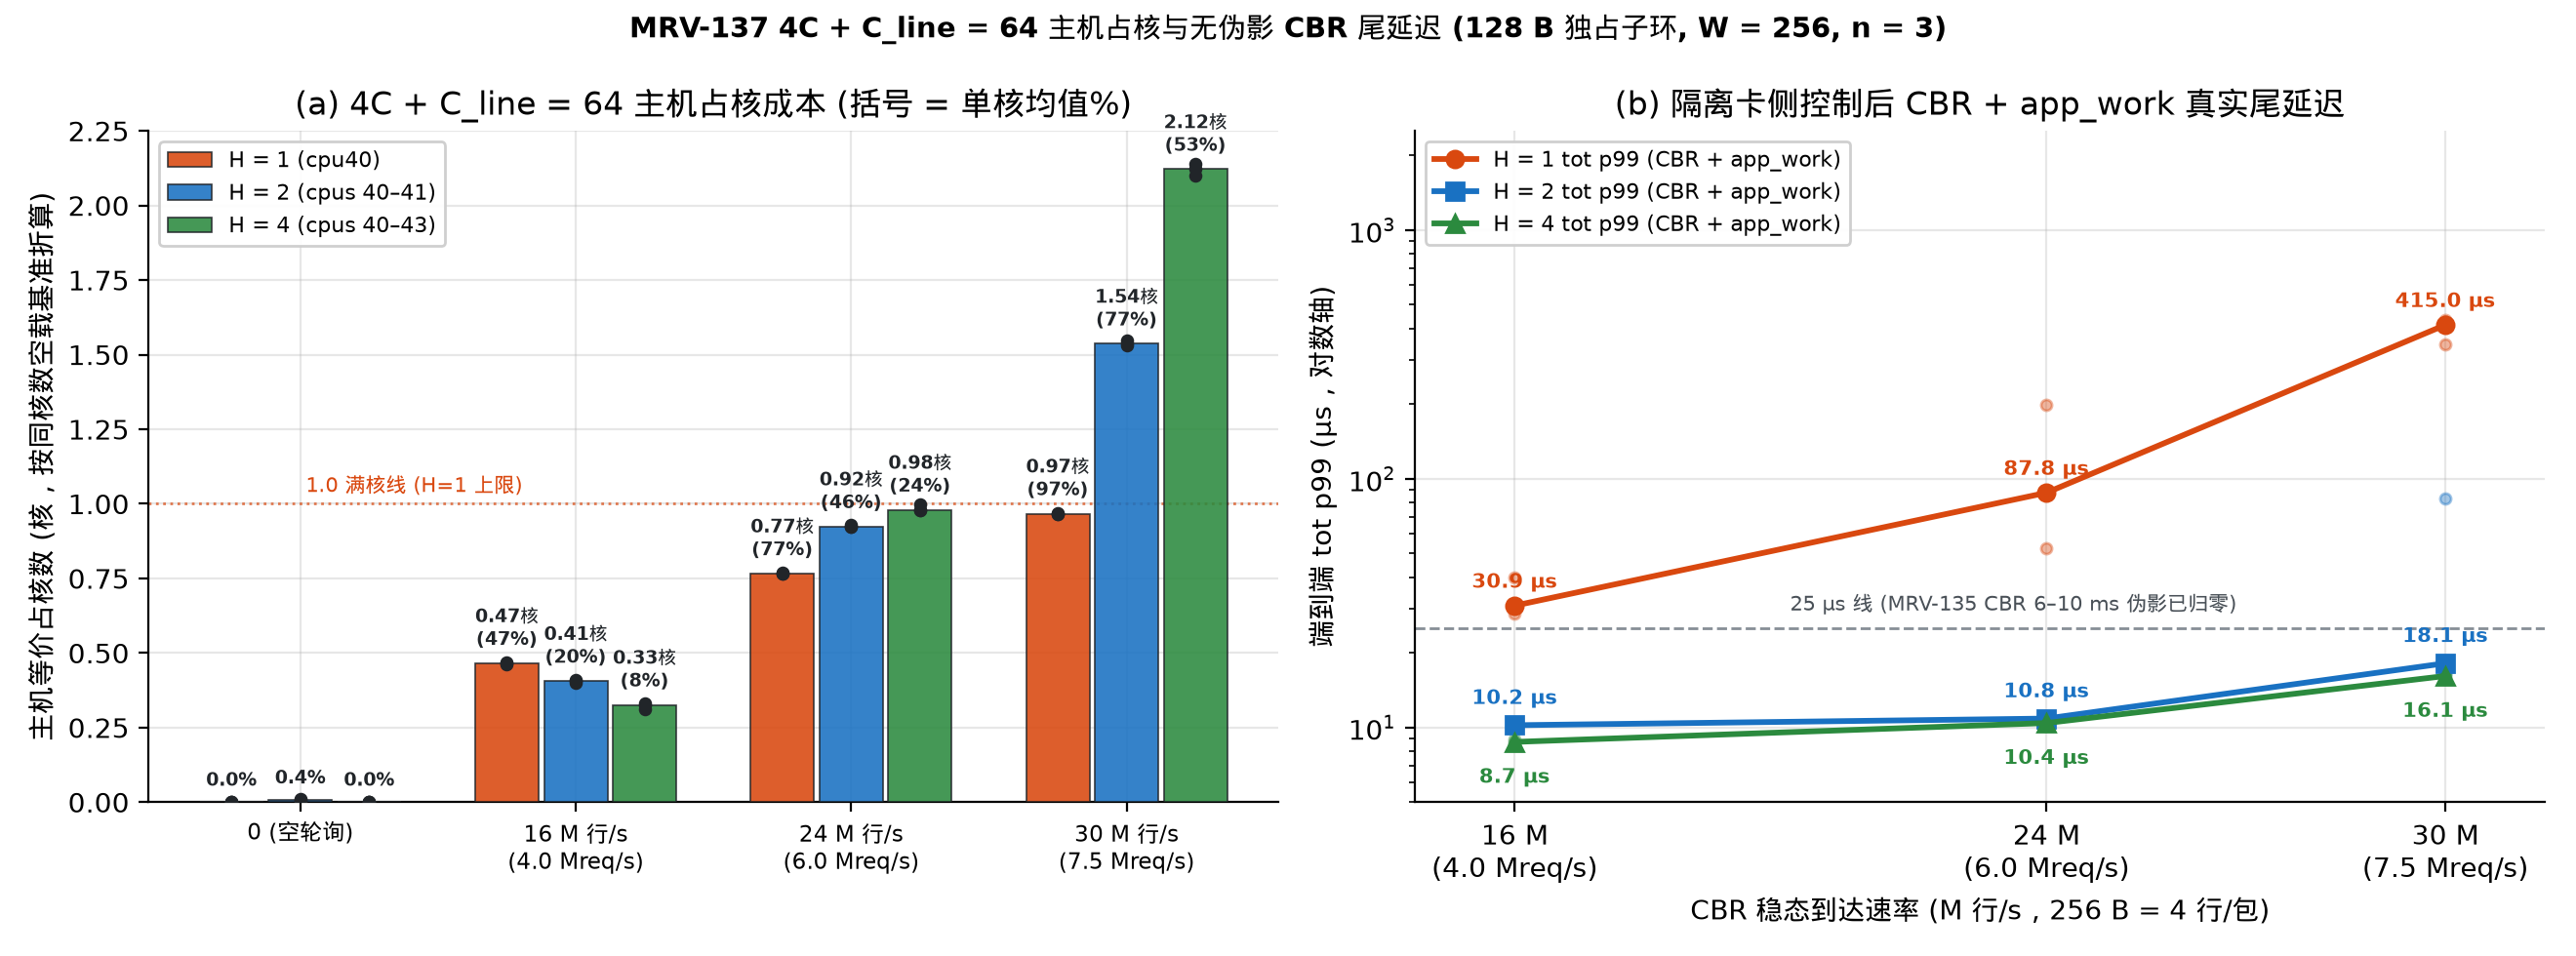 MRV-137 4C + C_line = 64 主机占核与无伪影 CBR 尾延迟 (128 B 独占子环, W = 256, n = 3)
(a) 4C + C_line = 64 主机占核成本 (括号 = 单核均值%)
主机等价占核数 (核 , 按同核数空载基准折算)
2.25
2.00
1.75
1.50
1.25
1.00
0.75
0.50
0.25
0.00
H = 1 (cpu40)
H = 2 (cpus 40–41)
H = 4 (cpus 40–43)
1.0 满核线 (H=1 上限)
0.0%
0.4%
0.0%
0.47核
(47%)
0.41核
(20%)
0.33核
(8%)
0.77核
(77%)
0.92核
(46%)
0.98核
(24%)
0.97核
(97%)
1.54核
(77%)
2.12核
(53%)
0 (空轮询)
16 M 行/s
(4.0 Mreq/s)
24 M 行/s
(6.0 Mreq/s)
30 M 行/s
(7.5 Mreq/s)
(b) 隔离卡侧控制后 CBR + app_work 真实尾延迟
端到端 tot p99 (µs , 对数轴)
10³
10²
10¹
H = 1 tot p99 (CBR + app_work)
H = 2 tot p99 (CBR + app_work)
H = 4 tot p99 (CBR + app_work)
30.9 µs
87.8 µs
415.0 µs
25 µs 线 (MRV-135 CBR 6–10 ms 伪影已归零)
10.2 µs
10.8 µs
18.1 µs
8.7 µs
10.4 µs
16.1 µs
16 M
(4.0 Mreq/s)
24 M
(6.0 Mreq/s)
30 M
(7.5 Mreq/s)
CBR 稳态到达速率 (M 行/s , 256 B = 4 行/包)